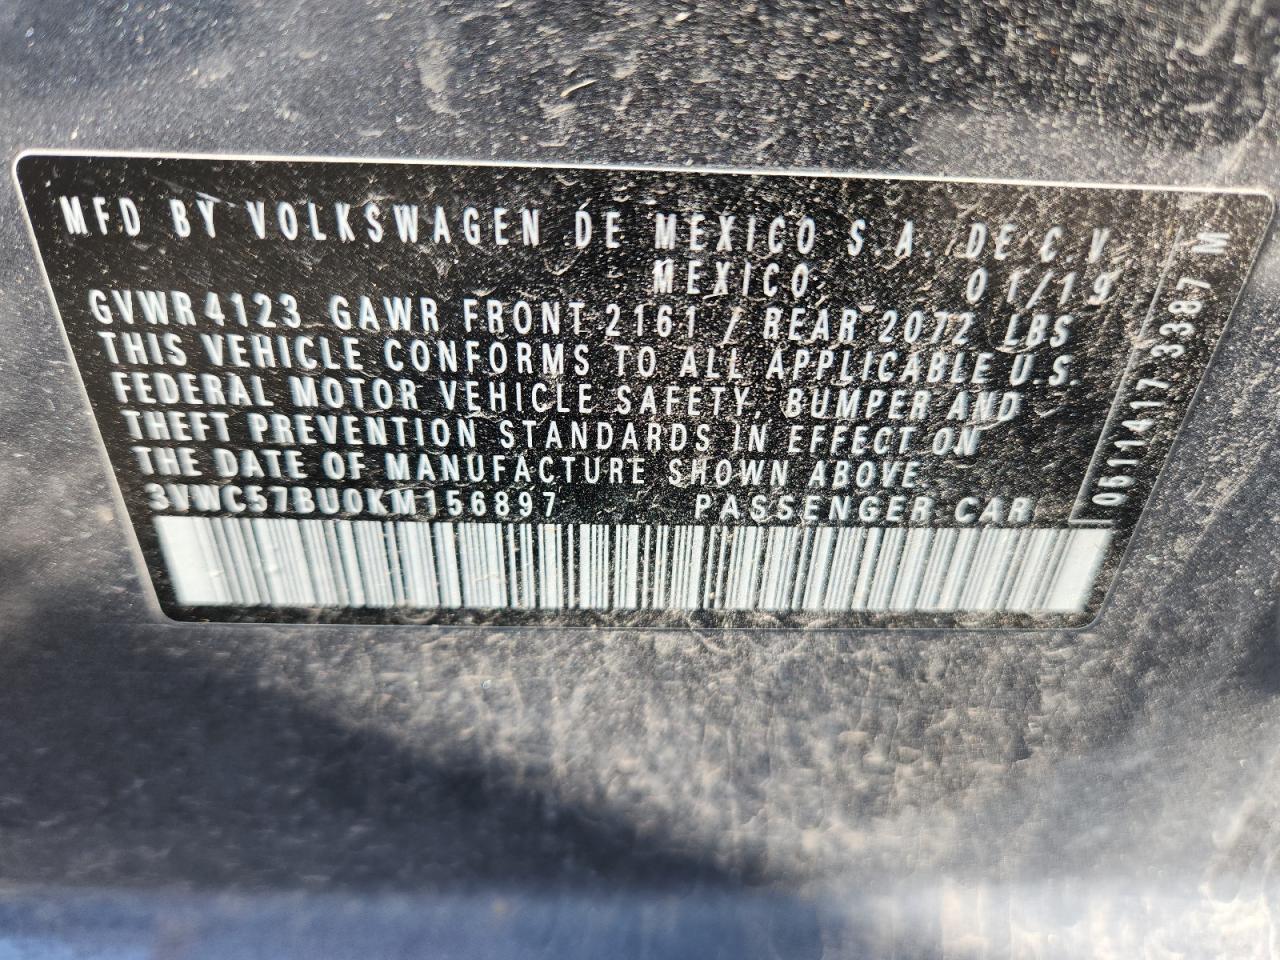 MFD BY VOLKSWAGEN DE MEXICO S.A. DE C.V.
MEXICO 01/19
GVWR 4123 GAWR FRONT 2161 / REAR 2072 LBS
THIS VEHICLE CONFORMS TO ALL APPLICABLE U.S.
FEDERAL MOTOR VEHICLE SAFETY, BUMPER AND
THEFT PREVENTION STANDARDS IN EFFECT ON
THE DATE OF MANUFACTURE SHOWN ABOVE
3VWC57BU0KM156897 PASSENGER CAR
061 1417 3387 M